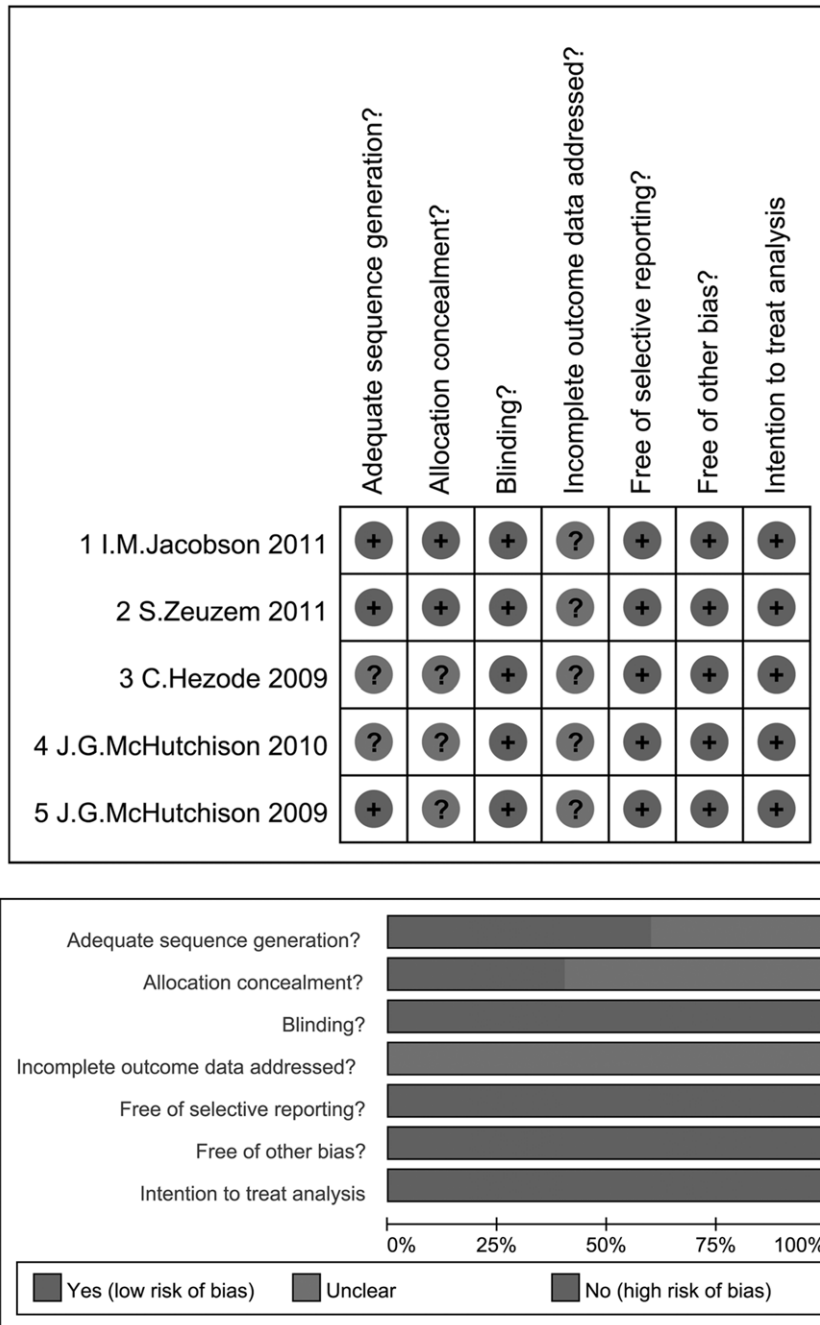 Adequate sequence generation?
Allocation concealment?
Blinding?
Incomplete outcome data addressed?
Free of selective reporting?
Free of other bias?
Intention to treat analysis
1 I.M.Jacobson 2011 + + + ? + + +
2 S.Zeuzem 2011 + + + ? + + +
3 C.Hezode 2009 ? ? + ? + + +
4 J.G.McHutchison 2010 ? ? + ? + + +
5 J.G.McHutchison 2009 + ? + ? + + +
Adequate sequence generation?
Allocation concealment?
Blinding?
Incomplete outcome data addressed?
Free of selective reporting?
Free of other bias?
Intention to treat analysis
0% 25% 50% 75% 100%
Yes (low risk of bias) Unclear No (high risk of bias)